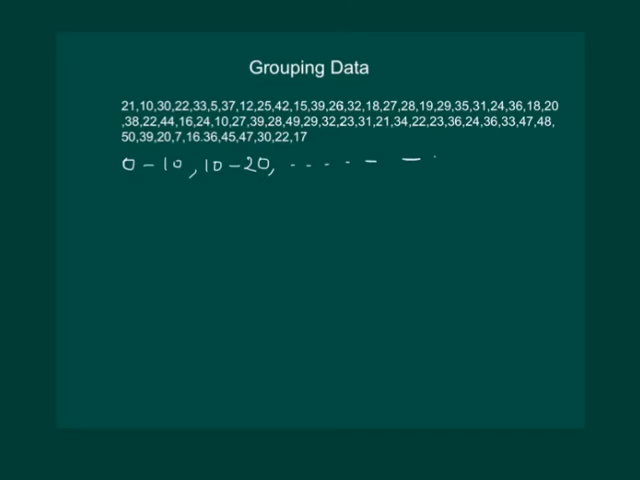 Grouping Data
21,10,30,22,33,5,37,12,25,42,15,39,26,32,18,27,28,19,29,35,31,24,36,18,20
,38,22,44,16,24,10,27,39,28,49,29,32,23,31,21,34,22,23,36,24,36,33,47,48,
50,39,20,7,16.36,45,47,30,22,17
0 – 10, 10 – 20, . . . . . – –